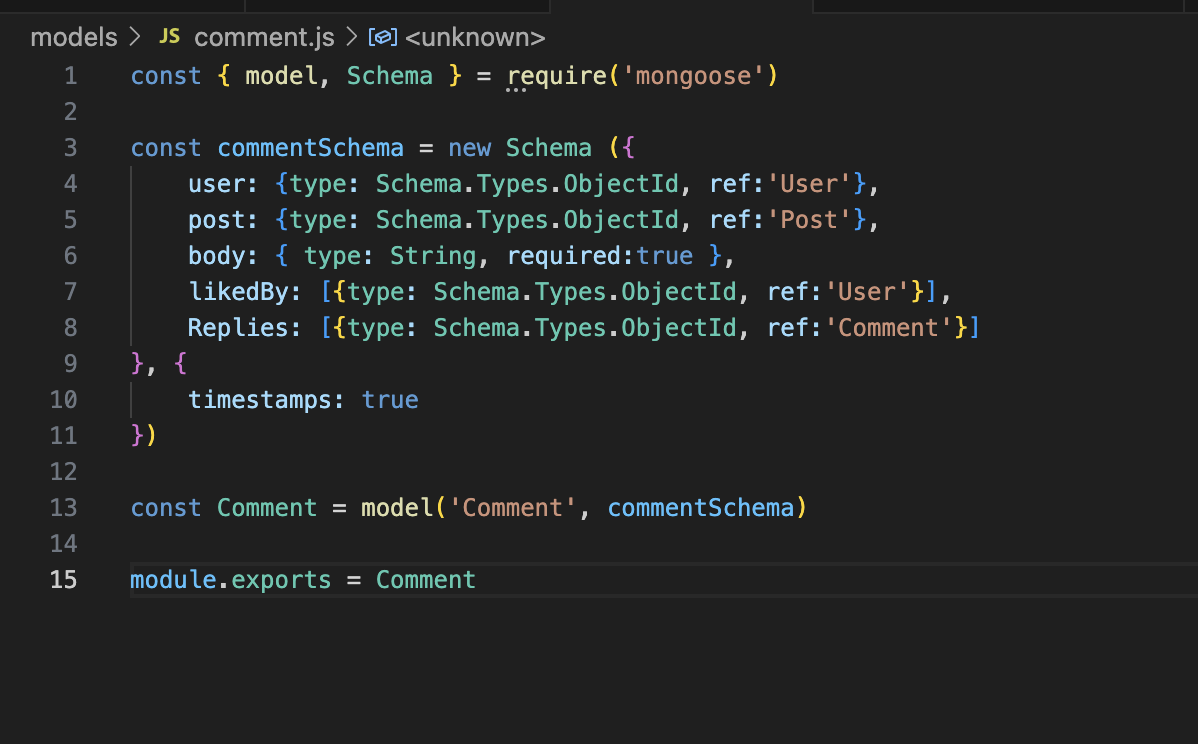 models > JS comment.js > <unknown>
1 const { model, Schema } = require('mongoose')
2
3 const commentSchema = new Schema ({
4     user: {type: Schema.Types.ObjectId, ref:'User'},
5     post: {type: Schema.Types.ObjectId, ref:'Post'},
6     body: { type: String, required:true },
7     likedBy: [{type: Schema.Types.ObjectId, ref:'User'}],
8     Replies: [{type: Schema.Types.ObjectId, ref:'Comment'}]
9 }, {
10     timestamps: true
11 })
12
13 const Comment = model('Comment', commentSchema)
14
15 module.exports = Comment